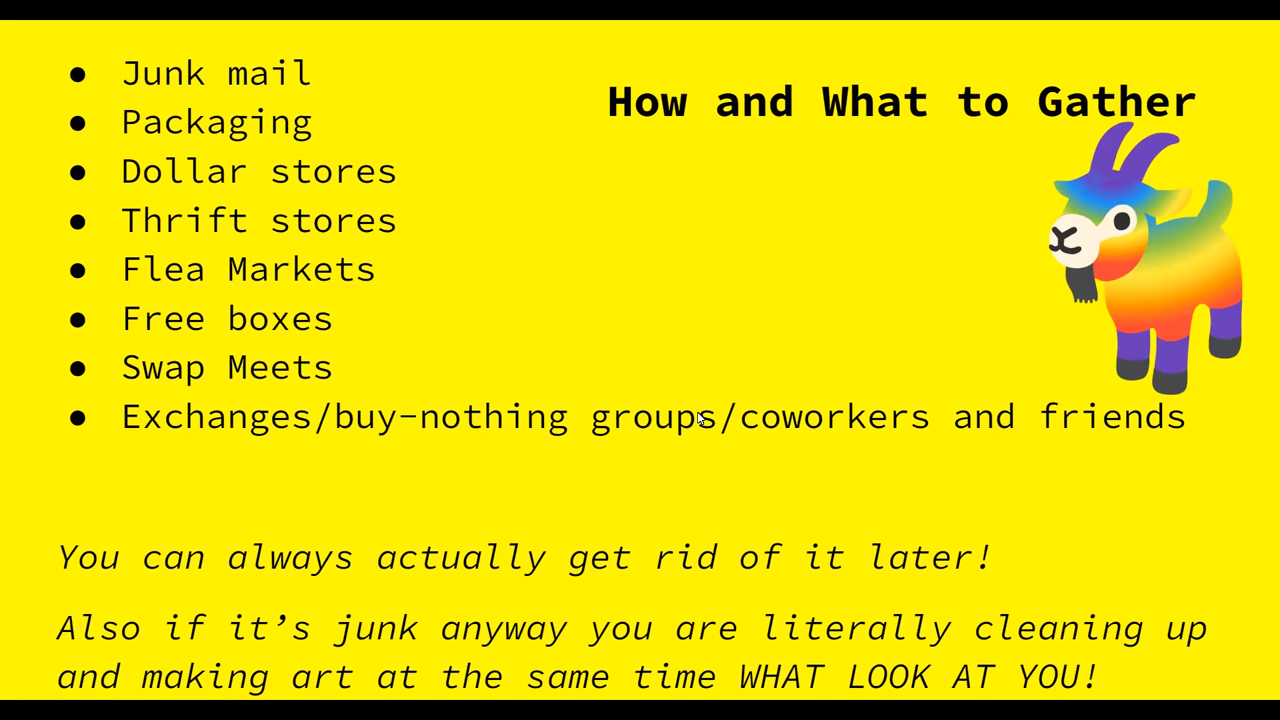 How and What to Gather
● Junk mail
● Packaging
● Dollar stores
● Thrift stores
● Flea Markets
● Free boxes
● Swap Meets
● Exchanges/buy-nothing groups/coworkers and friends
You can always actually get rid of it later!
Also if it’s junk anyway you are literally cleaning up
and making art at the same time WHAT LOOK AT YOU!